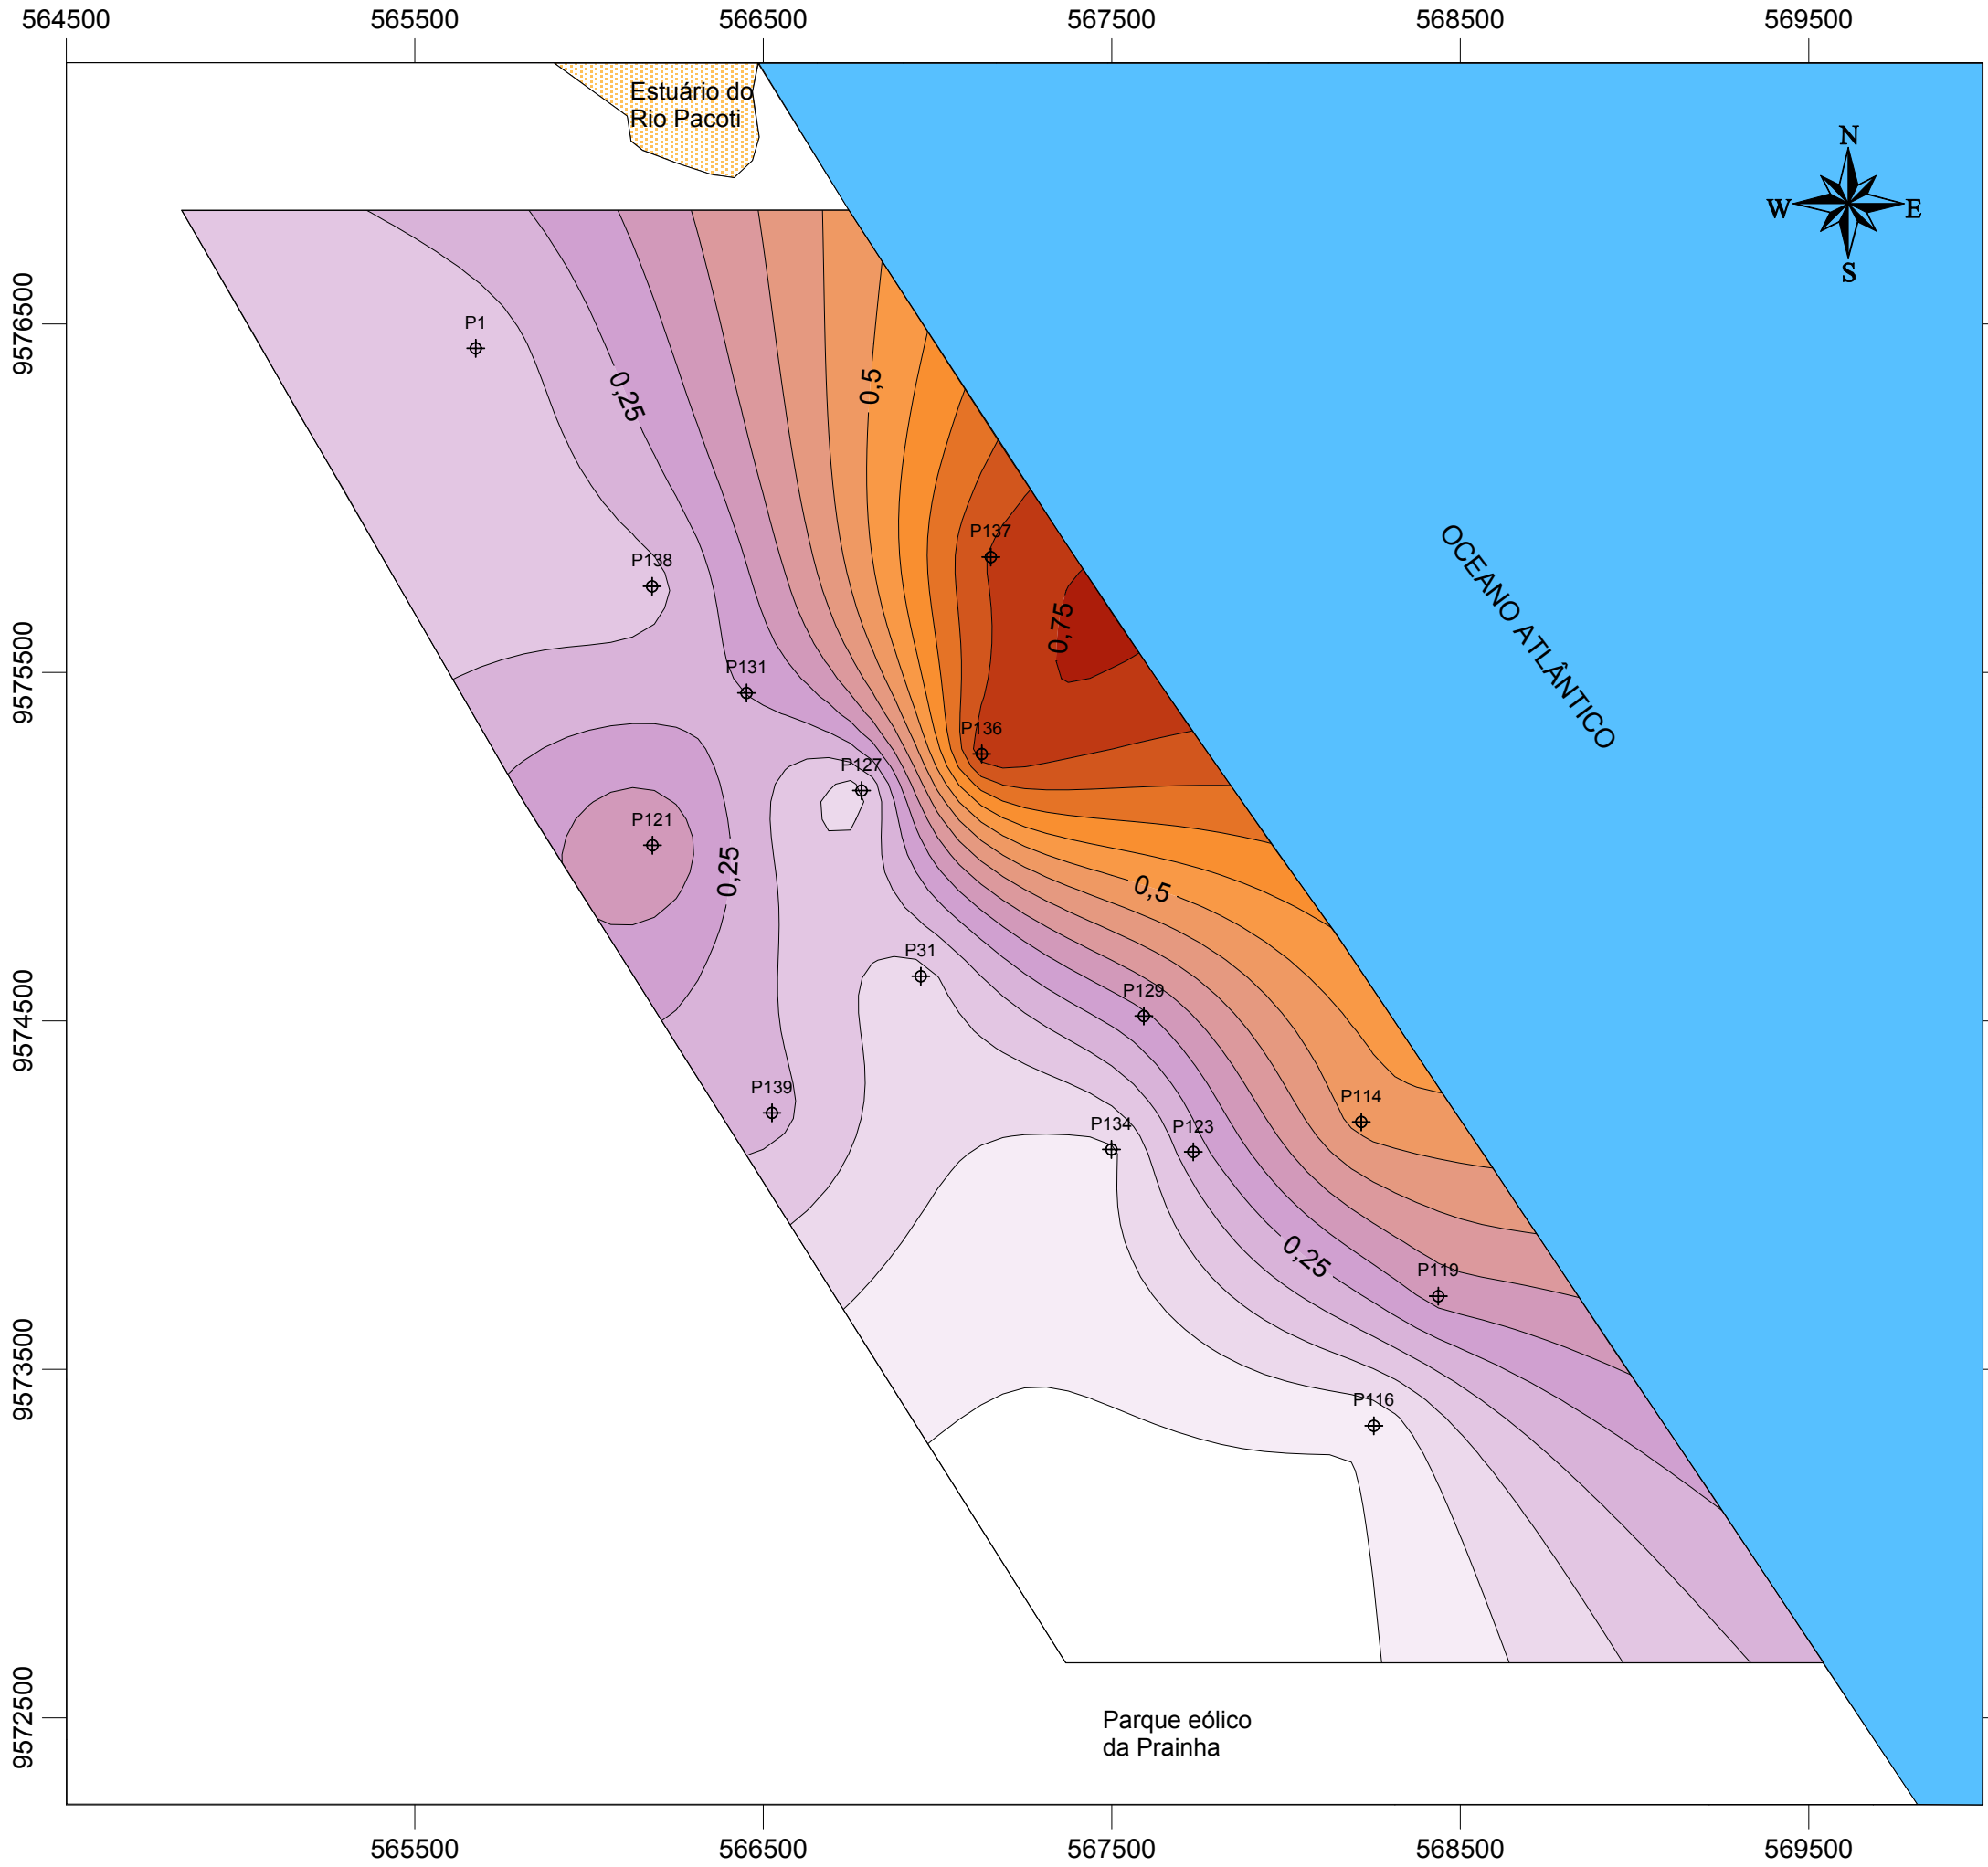 564500
565500
566500
567500
568500
569500
Estuário do
Rio Pacoti
N
W
E
S
9576500
P1
0,25
0,5
OCEANO ATLÂNTICO
P137
P138
0,75
9575500
P131
P136
P127
P121
0,25
0,5
P31
9574500
P129
P139
P114
P134
P123
0,25
P119
9573500
P116
9572500
Parque eólico
da Prainha
565500
566500
567500
568500
569500